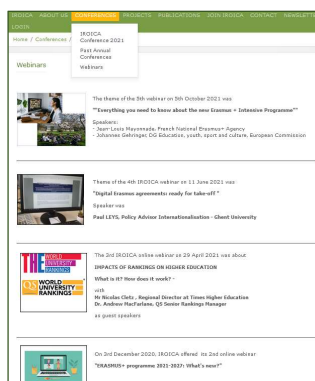 IROICA ABOUT US CONFERENCES PROJECTS PUBLICATIONS JOIN IROICA CONTACT NEWSLETTE
LOGIN
IROICA
Conference 2021
Past Annual
Conferences
Webinars
Home / Conferences /
Webinars
The theme of the 5th webinar on 5th October 2021 was
""Everything you need to know about the new Erasmus + Intensive Programme""
Speakers:
- Jean-Louis Mayonnade, French National Erasmus+ Agency
- Johannes Gehringer, DG Education, youth, sport and culture, European Commission
Theme of the 4th IROICA webinar on 11 June 2021 was
"Digital Erasmus agreements: ready for take-off "
Speaker was
Paul LEYS, Policy Advisor Internationalisation - Ghent University
THE WORLD UNIVERSITY RANKINGS
QS WORLD UNIVERSITY RANKINGS
The 3rd IROICA online webinar on 29 April 2021 was about
IMPACTS OF RANKINGS ON HIGHER EDUCATION
What is it? How does it work? -
with
Mr Nicolas Cletz , Regional Director at Times Higher Education
Dr. Andrew MacFarlane, QS Senior Rankings Manager
as guest speakers
On 3rd December 2020, IROICA offered its 2nd online webinar
"ERASMUS+ programme 2021-2027: What's new?"